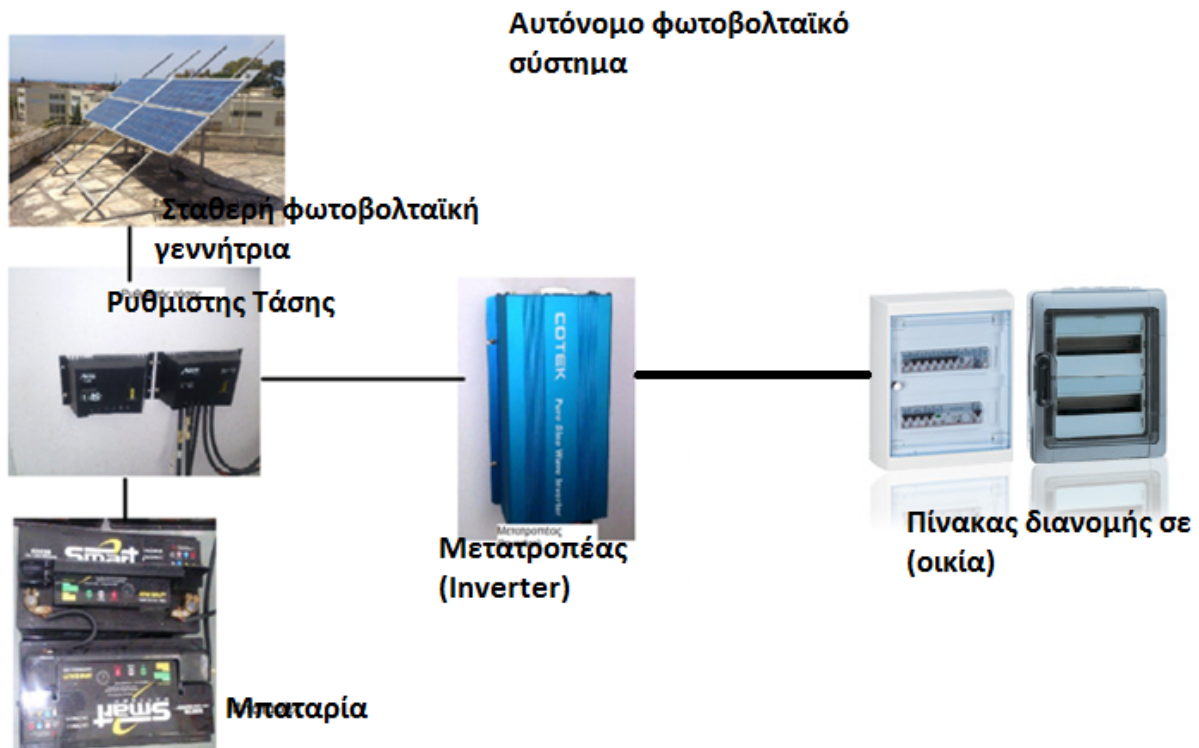 Αυτόνομο φωτοβολταϊκό
σύστημα
Σταθερή φωτοβολταϊκή
γεννήτρια
Ρυθμιστης Τάσης
COTEK Pure Sine Wave Inverter
Μετατροπέας
Μετατροπέας
(Inverter)
Πίνακας διανομής σε
(οικία)
Smart
Smart
Μπαταρία